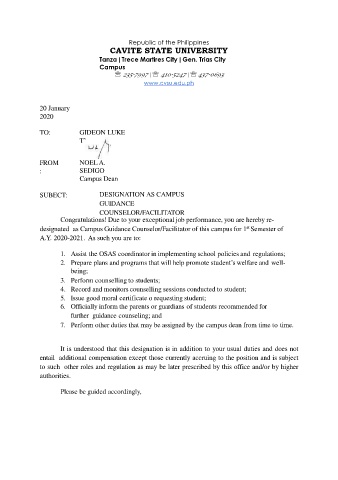 Republic of the Philippines
CAVITE STATE UNIVERSITY
Tanza | Trece Martires City | Gen. Trias City
Campus
☏ 235-7997 | ☏ 410-5247 | ☏ 437-0693
www.cvsu.edu.ph
20 January
2020
TO: GIDEON LUKE
T'
FROM NOEL A.
: SEDIGO
Campus Dean
SUBECT: DESIGNATION AS CAMPUS
GUIDANCE
COUNSELOR/FACILITATOR
Congratulations! Due to your exceptional job performance, you are hereby re-
designated as Campus Guidance Counselor/Facilitator of this campus for 1st Semester of
A.Y. 2020-2021. As such you are to:
1. Assist the OSAS coordinator in implementing school policies and regulations;
2. Prepare plans and programs that will help promote student's welfare and well-
being;
3. Perform counselling to students;
4. Record and monitors counselling sessions conducted to student;
5. Issue good moral certificate o requesting student;
6. Officially inform the parents or guardians of students recommended for
further guidance counseling; and
7. Perform other duties that may be assigned by the campus dean from time to time.
It is understood that this designation is in addition to your usual duties and does not
entail additional compensation except those currently accruing to the position and is subject
to such other roles and regulation as may be later prescribed by this office and/or by higher
authorities.
Please be guided accordingly,